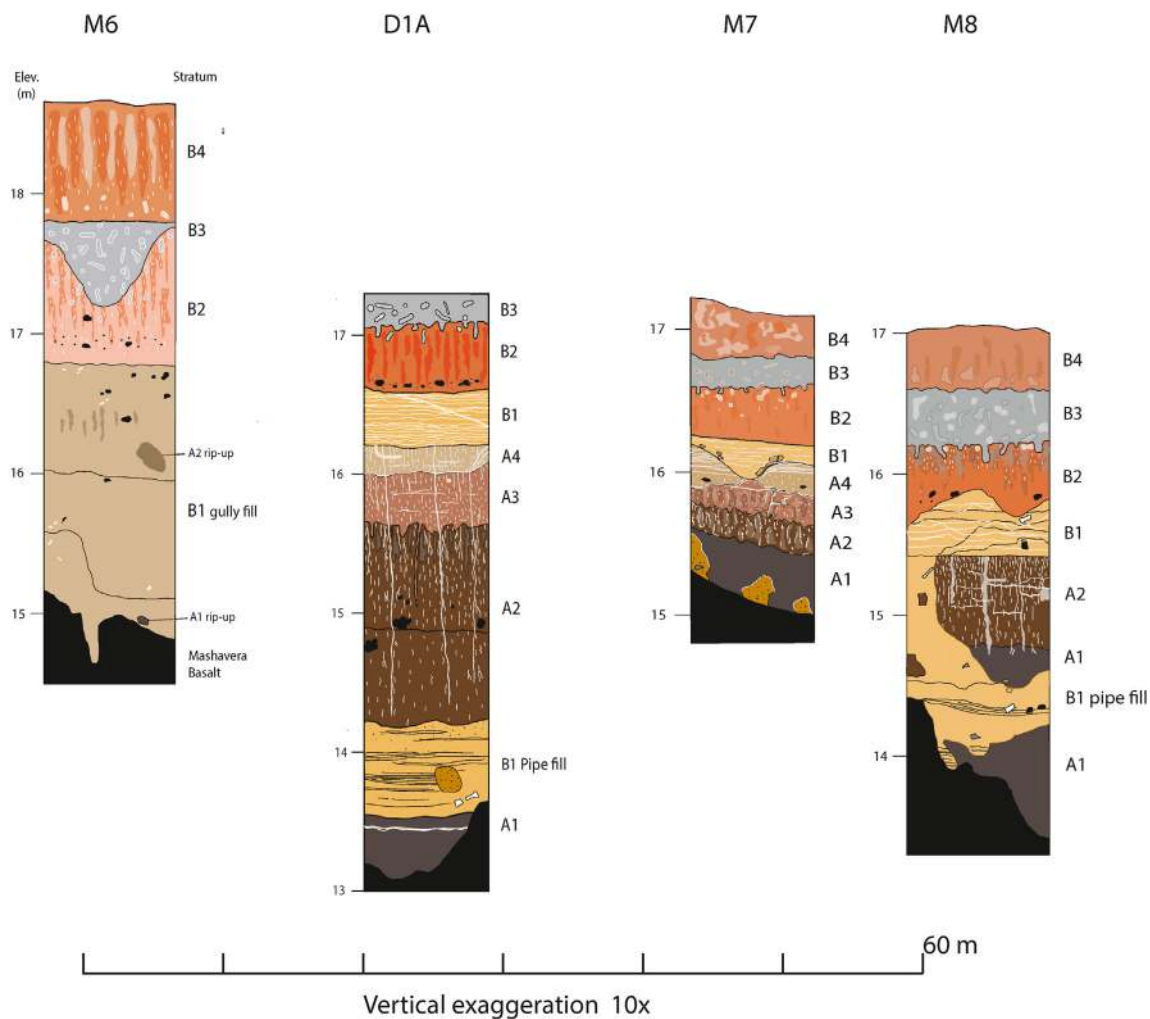 M6
D1A
M7
M8
Elev.
(m)
Stratum
B4
18
B3
B2
17
16
A2 rip-up
B1 gully fill
15
A1 rip-up
Mashavera
Basalt
B3
17
B2
B1
A4
16
A3
15
A2
14
B1 Pipe fill
A1
13
17
B4
B3
B2
B1
16
A4
A3
A2
A1
15
17
B4
B3
16
B2
B1
15
A2
A1
B1 pipe fill
14
A1
60 m
Vertical exaggeration 10x